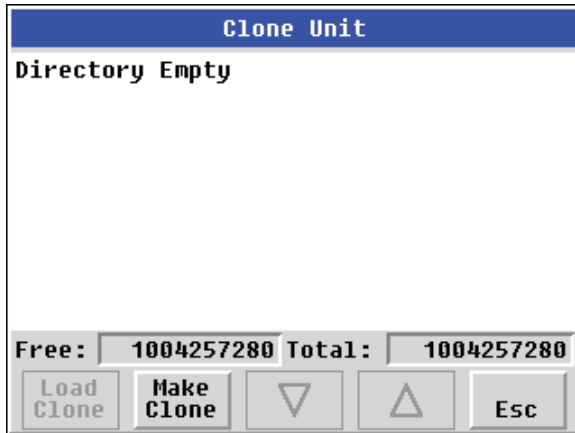 Clone Unit
Directory Empty
Free: 1004257280 Total: 1004257280
Load Clone
Make Clone
Esc